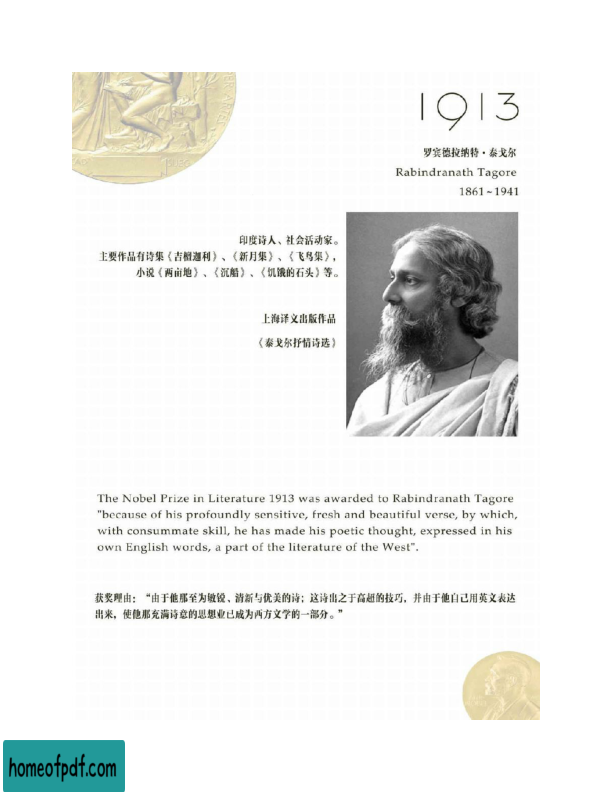 1913
罗宾德拉纳特·泰戈尔
Rabindranath Tagore
1861~1941
印度诗人、社会活动家。
主要作品有诗集《吉檀迦利》、《新月集》、《飞鸟集》,
小说《两亩地》、《沉船》、《饥饿的石头》等。
上海译文出版作品
《泰戈尔抒情诗选》
The Nobel Prize in Literature 1913 was awarded to Rabindranath Tagore
"because of his profoundly sensitive, fresh and beautiful verse, by which,
with consummate skill, he has made his poetic thought, expressed in his
own English words, a part of the literature of the West".
获奖理由:“由于他那至为敏锐、清新与优美的诗;这诗出之于高超的技巧,并由于他自己用英文表达
出来,使他那充满诗意的思想业已成为西方文学的一部分。”
homeofpdf.com